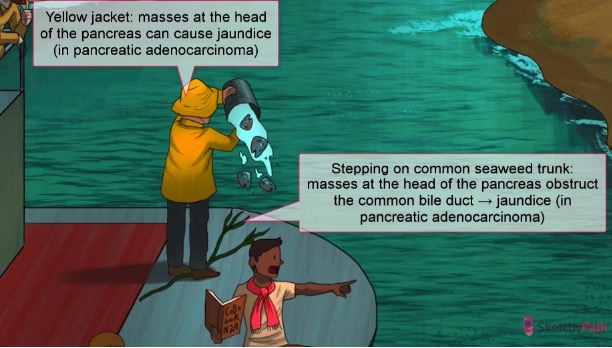 Yellow jacket: masses at the head
of the pancreas can cause jaundice
(in pancreatic adenocarcinoma)
Stepping on common seaweed trunk:
masses at the head of the pancreas obstruct
the common bile duct → jaundice (in
pancreatic adenocarcinoma)
SketchyPath